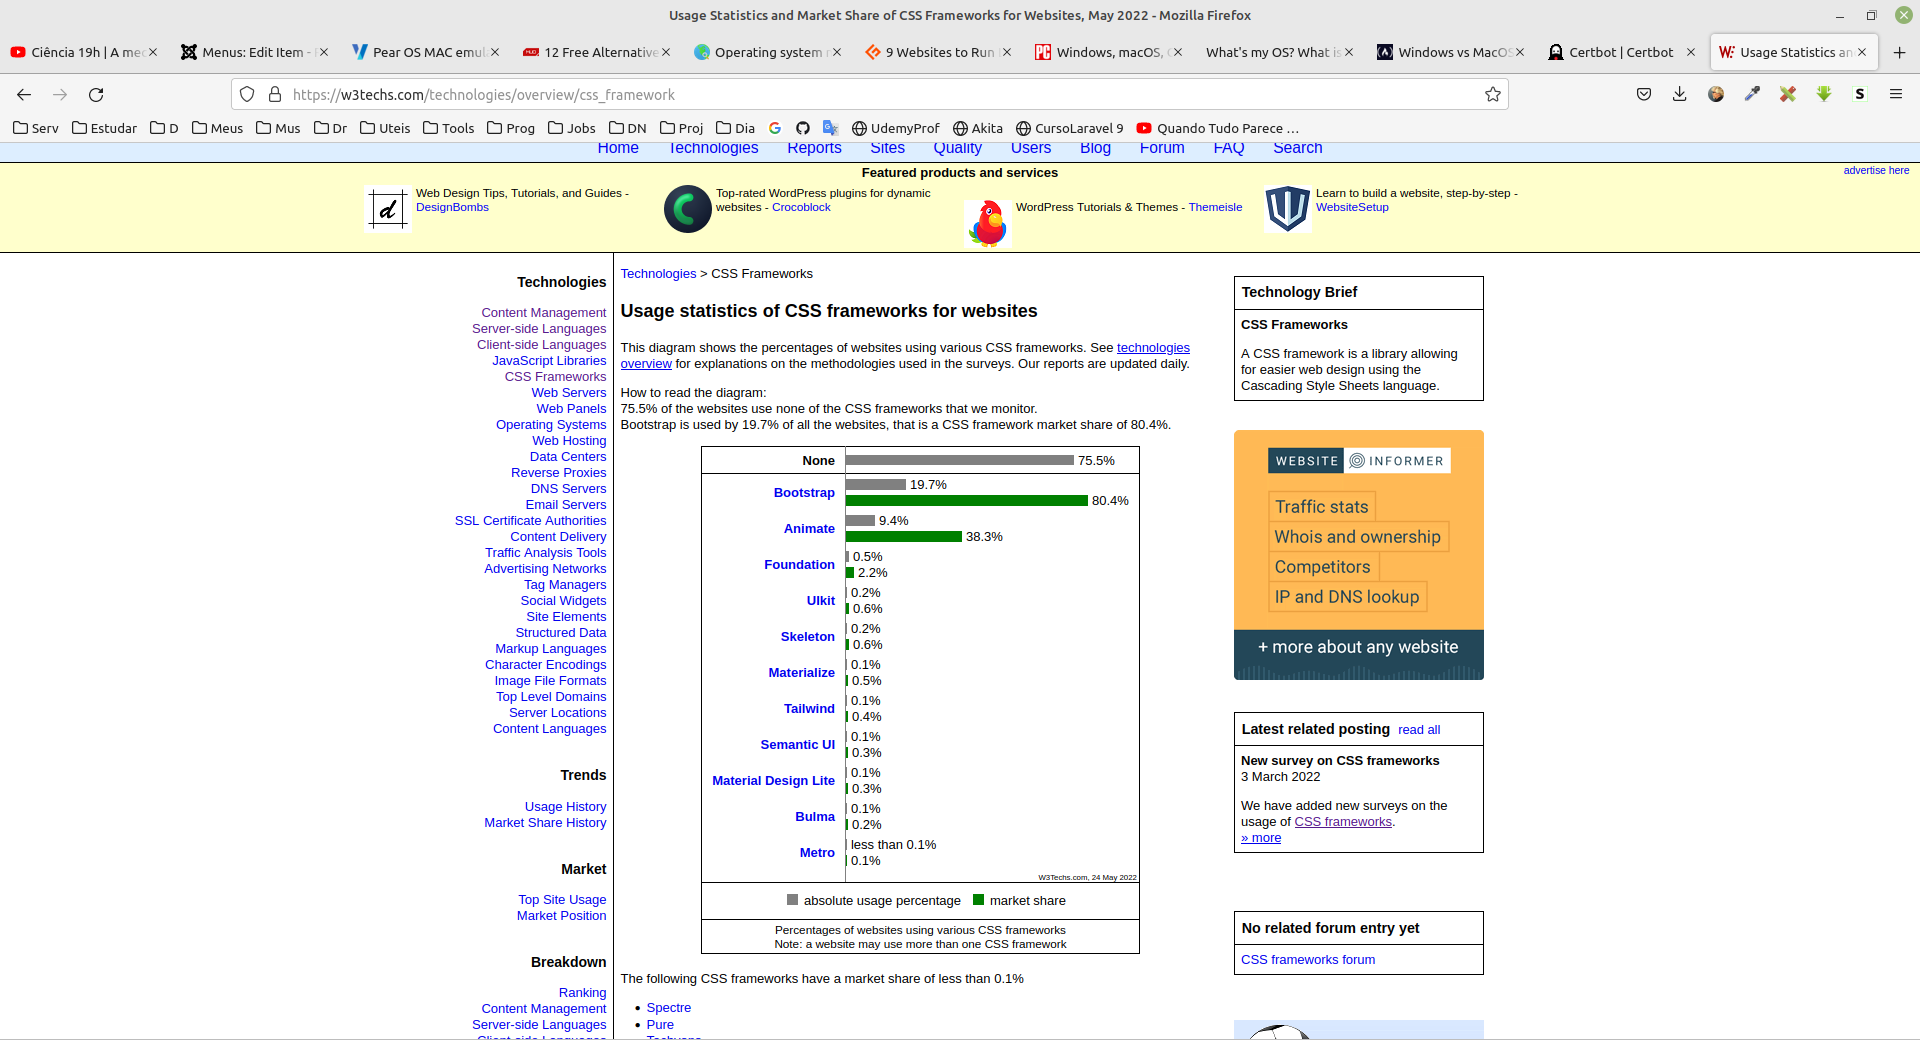 Usage Statistics and Market Share of CSS Frameworks for Websites, May 2022 - Mozilla Firefox
Ciência 19h | A me
Menus: Edit Item -
Pear OS MAC emu
12 Free Alternative
Operating system
9 Websites to Run
Windows, macOS,
What's my OS? What is
Windows vs MacOS
Certbot | Certbot
Usage Statistics an
https://w3techs.com/technologies/overview/css_framework
Serv
Estudar
D
Meus
Mus
Dr
Uteis
Tools
Prog
Jobs
DN
Proj
Dia
UdemyProf
Akita
CursoLaravel 9
Quando Tudo Parece …
Home
Technologies
Reports
Sites
Quality
Users
Blog
Forum
FAQ
Search
Featured products and services
advertise here
Web Design Tips, Tutorials, and Guides -
DesignBombs
Top-rated WordPress plugins for dynamic
websites - Crocoblock
WordPress Tutorials & Themes - Themeisle
Learn to build a website, step-by-step -
WebsiteSetup
Technologies
Content Management
Server-side Languages
Client-side Languages
JavaScript Libraries
CSS Frameworks
Web Servers
Web Panels
Operating Systems
Web Hosting
Data Centers
Reverse Proxies
DNS Servers
Email Servers
SSL Certificate Authorities
Content Delivery
Traffic Analysis Tools
Advertising Networks
Tag Managers
Social Widgets
Site Elements
Structured Data
Markup Languages
Character Encodings
Image File Formats
Top Level Domains
Server Locations
Content Languages
Trends
Usage History
Market Share History
Market
Top Site Usage
Market Position
Breakdown
Ranking
Content Management
Server-side Languages
Client-side Languages
Technologies > CSS Frameworks
Usage statistics of CSS frameworks for websites
This diagram shows the percentages of websites using various CSS frameworks. See technologies
overview for explanations on the methodologies used in the surveys. Our reports are updated daily.
How to read the diagram:
75.5% of the websites use none of the CSS frameworks that we monitor.
Bootstrap is used by 19.7% of all the websites, that is a CSS framework market share of 80.4%.
None 75.5%
Bootstrap 19.7%
80.4%
Animate 9.4%
38.3%
Foundation 0.5%
2.2%
UIkit 0.2%
0.6%
Skeleton 0.2%
0.6%
Materialize 0.1%
0.5%
Tailwind 0.1%
0.4%
Semantic UI 0.1%
0.3%
Material Design Lite 0.1%
0.3%
Bulma 0.1%
0.2%
Metro less than 0.1%
0.1%
W3Techs.com, 24 May 2022
absolute usage percentage market share
Percentages of websites using various CSS frameworks
Note: a website may use more than one CSS framework
The following CSS frameworks have a market share of less than 0.1%
Spectre
Pure
Tachyons
Technology Brief
CSS Frameworks
A CSS framework is a library allowing
for easier web design using the
Cascading Style Sheets language.
WEBSITE INFORMER
Traffic stats
Whois and ownership
Competitors
IP and DNS lookup
+ more about any website
Latest related posting read all
New survey on CSS frameworks
3 March 2022
We have added new surveys on the
usage of CSS frameworks.
» more
No related forum entry yet
CSS frameworks forum